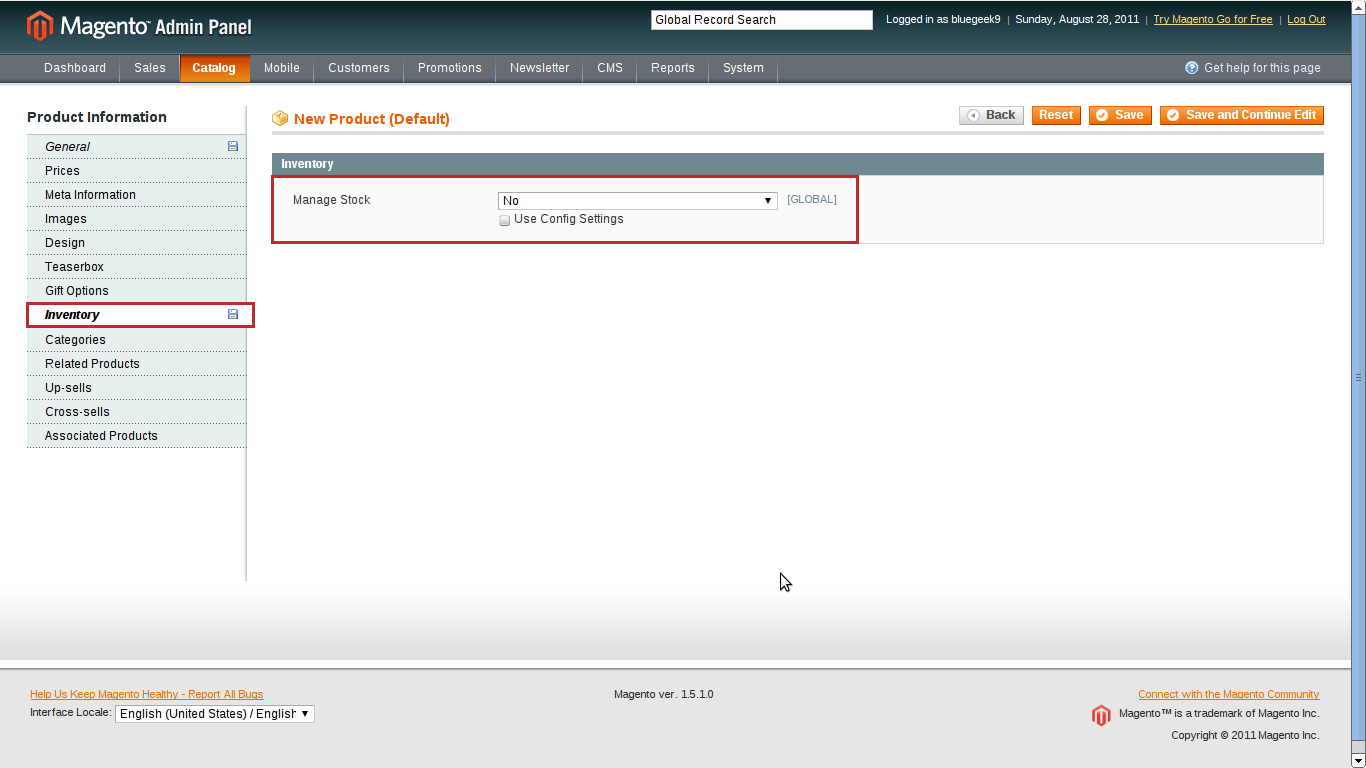 Magento™ Admin Panel
Global Record Search
Logged in as bluegeek9 | Sunday, August 28, 2011 | Try Magento Go for Free | Log Out
Dashboard Sales Catalog Mobile Customers Promotions Newsletter CMS Reports System
Get help for this page
Product Information
General
Prices
Meta Information
Images
Design
Teaserbox
Gift Options
Inventory
Categories
Related Products
Up-sells
Cross-sells
Associated Products
New Product (Default)
Back Reset Save Save and Continue Edit
Inventory
Manage Stock No [GLOBAL]
Use Config Settings
Help Us Keep Magento Healthy - Report All Bugs
Interface Locale: English (United States) / English
Magento ver. 1.5.1.0
Connect with the Magento Community
Magento™ is a trademark of Magento Inc.
Copyright © 2011 Magento Inc.